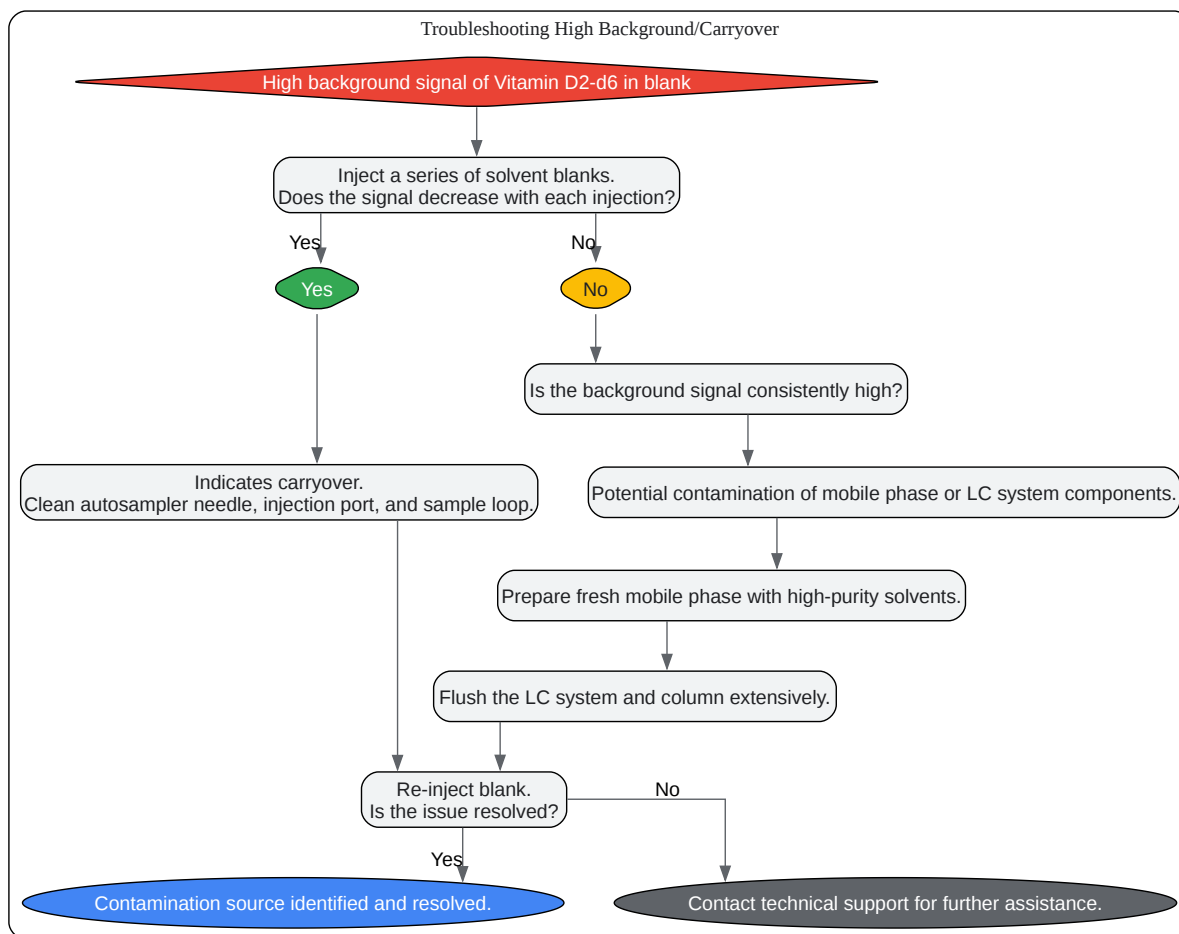 Troubleshooting High Background/Carryover
High background signal of Vitamin D2-d6 in blank
Inject a series of solvent blanks.
Does the signal decrease with each injection?
Yes
No
Yes
No
Is the background signal consistently high?
Indicates carryover.
Clean autosampler needle, injection port, and sample loop.
Potential contamination of mobile phase or LC system components.
Prepare fresh mobile phase with high-purity solvents.
Flush the LC system and column extensively.
Re-inject blank.
Is the issue resolved?
No
Yes
Contamination source identified and resolved.
Contact technical support for further assistance.